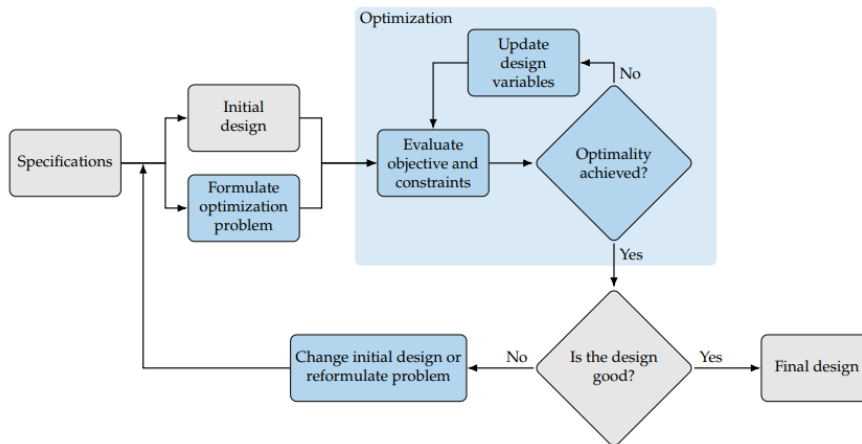 Optimization
Update
design
variables
No
Initial
design
Specifications
Evaluate
objective and
constraints
Optimality
achieved?
Formulate
optimization
problem
Yes
Change initial design or
reformulate problem
No
Is the design
good?
Yes
Final design